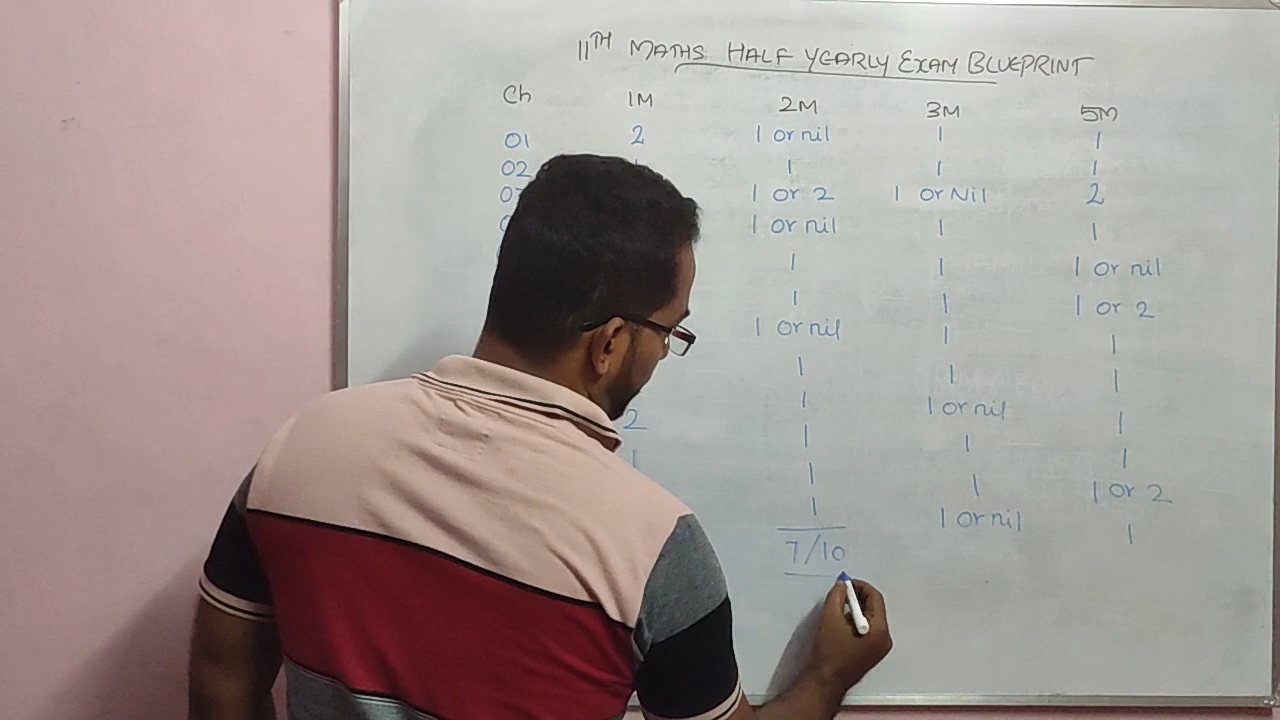 11TH MATHS HALF YEARLY EXAM BLUEPRINT
Ch 1M 2M 3M 5M
01 2 1 or nil 1 1
02 1 1 1
1 or 2 1 or Nil 2
1 or nil 1 1
1 1 1 or nil
1 1 1 or 2
1 or nil 1 1
1 1 1
2 1 1 or nil 1
1 1 1 1
1 1 1 or 2
1 1 or nil 1
7/10